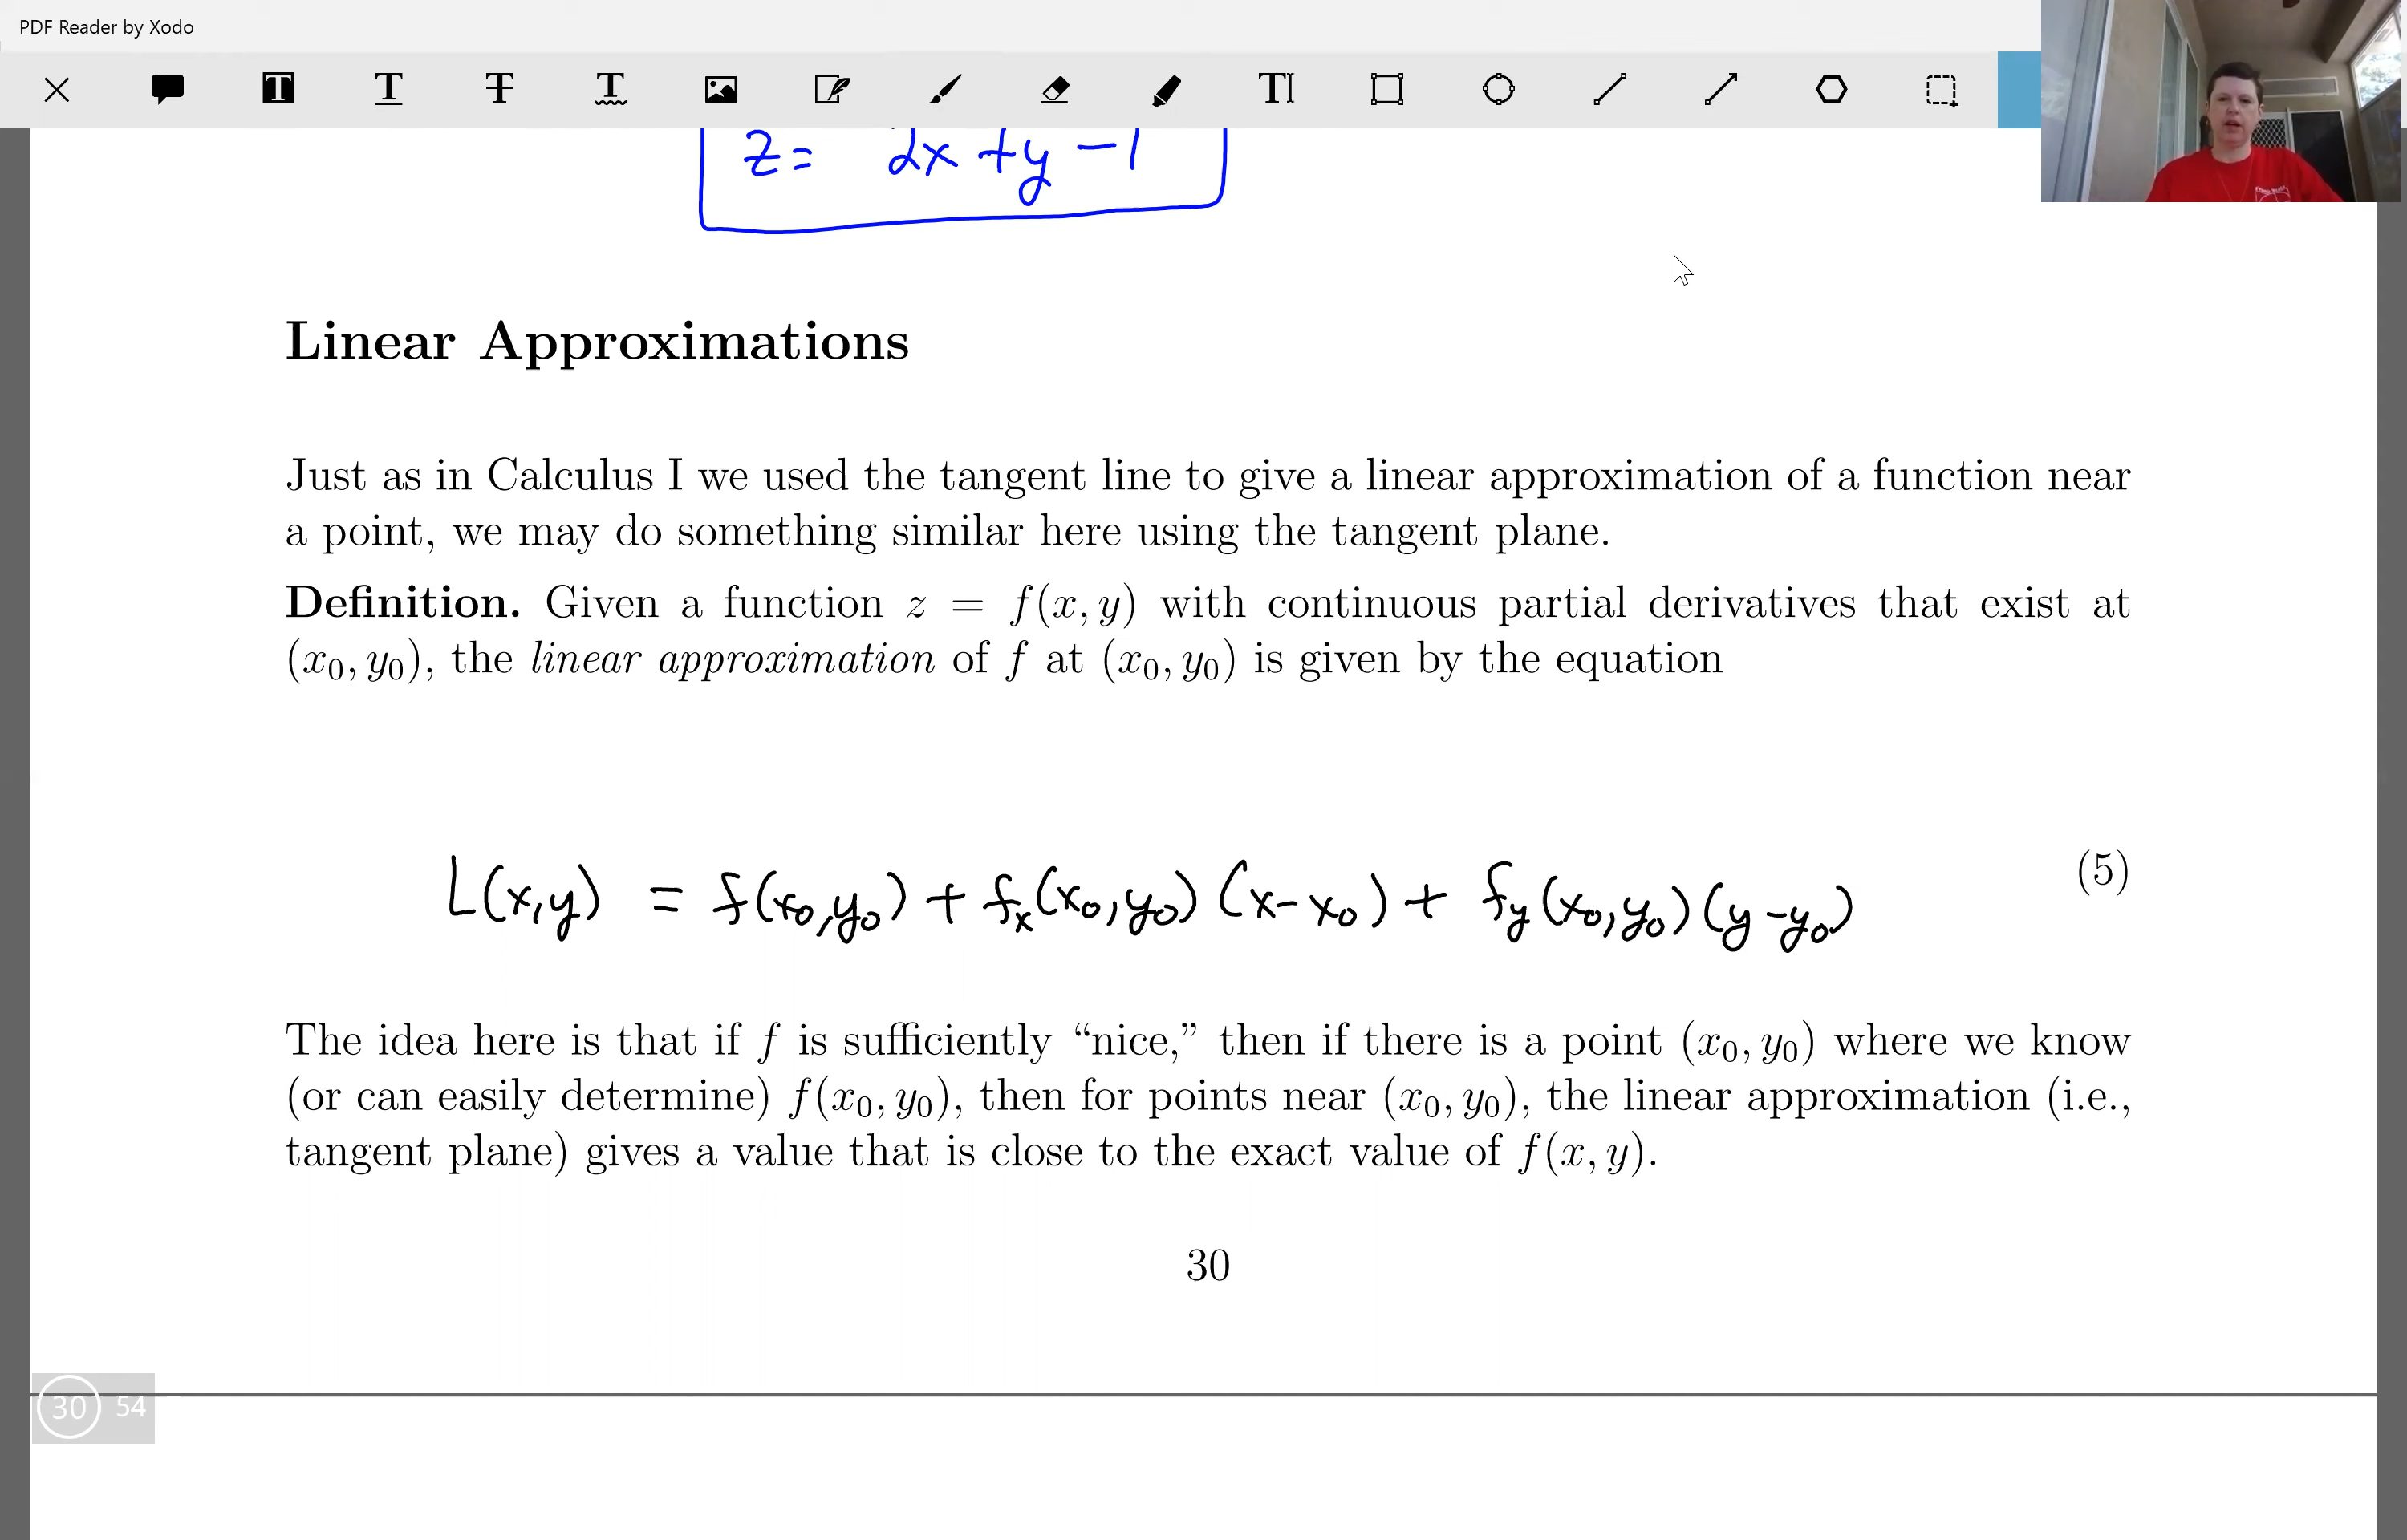 PDF Reader by Xodo
z = 2x + y - 1
Linear Approximations
Just as in Calculus I we used the tangent line to give a linear approximation of a function near
a point, we may do something similar here using the tangent plane.
Definition. Given a function z = f(x, y) with continuous partial derivatives that exist at
(x₀, y₀), the linear approximation of f at (x₀, y₀) is given by the equation
L(x,y) = f(x₀,y₀) + fₓ(x₀,y₀)(x-x₀) + f_y(x₀,y₀)(y-y₀) (5)
The idea here is that if f is sufficiently “nice,” then if there is a point (x₀, y₀) where we know
(or can easily determine) f(x₀, y₀), then for points near (x₀, y₀), the linear approximation (i.e.,
tangent plane) gives a value that is close to the exact value of f(x, y).
30
30 54